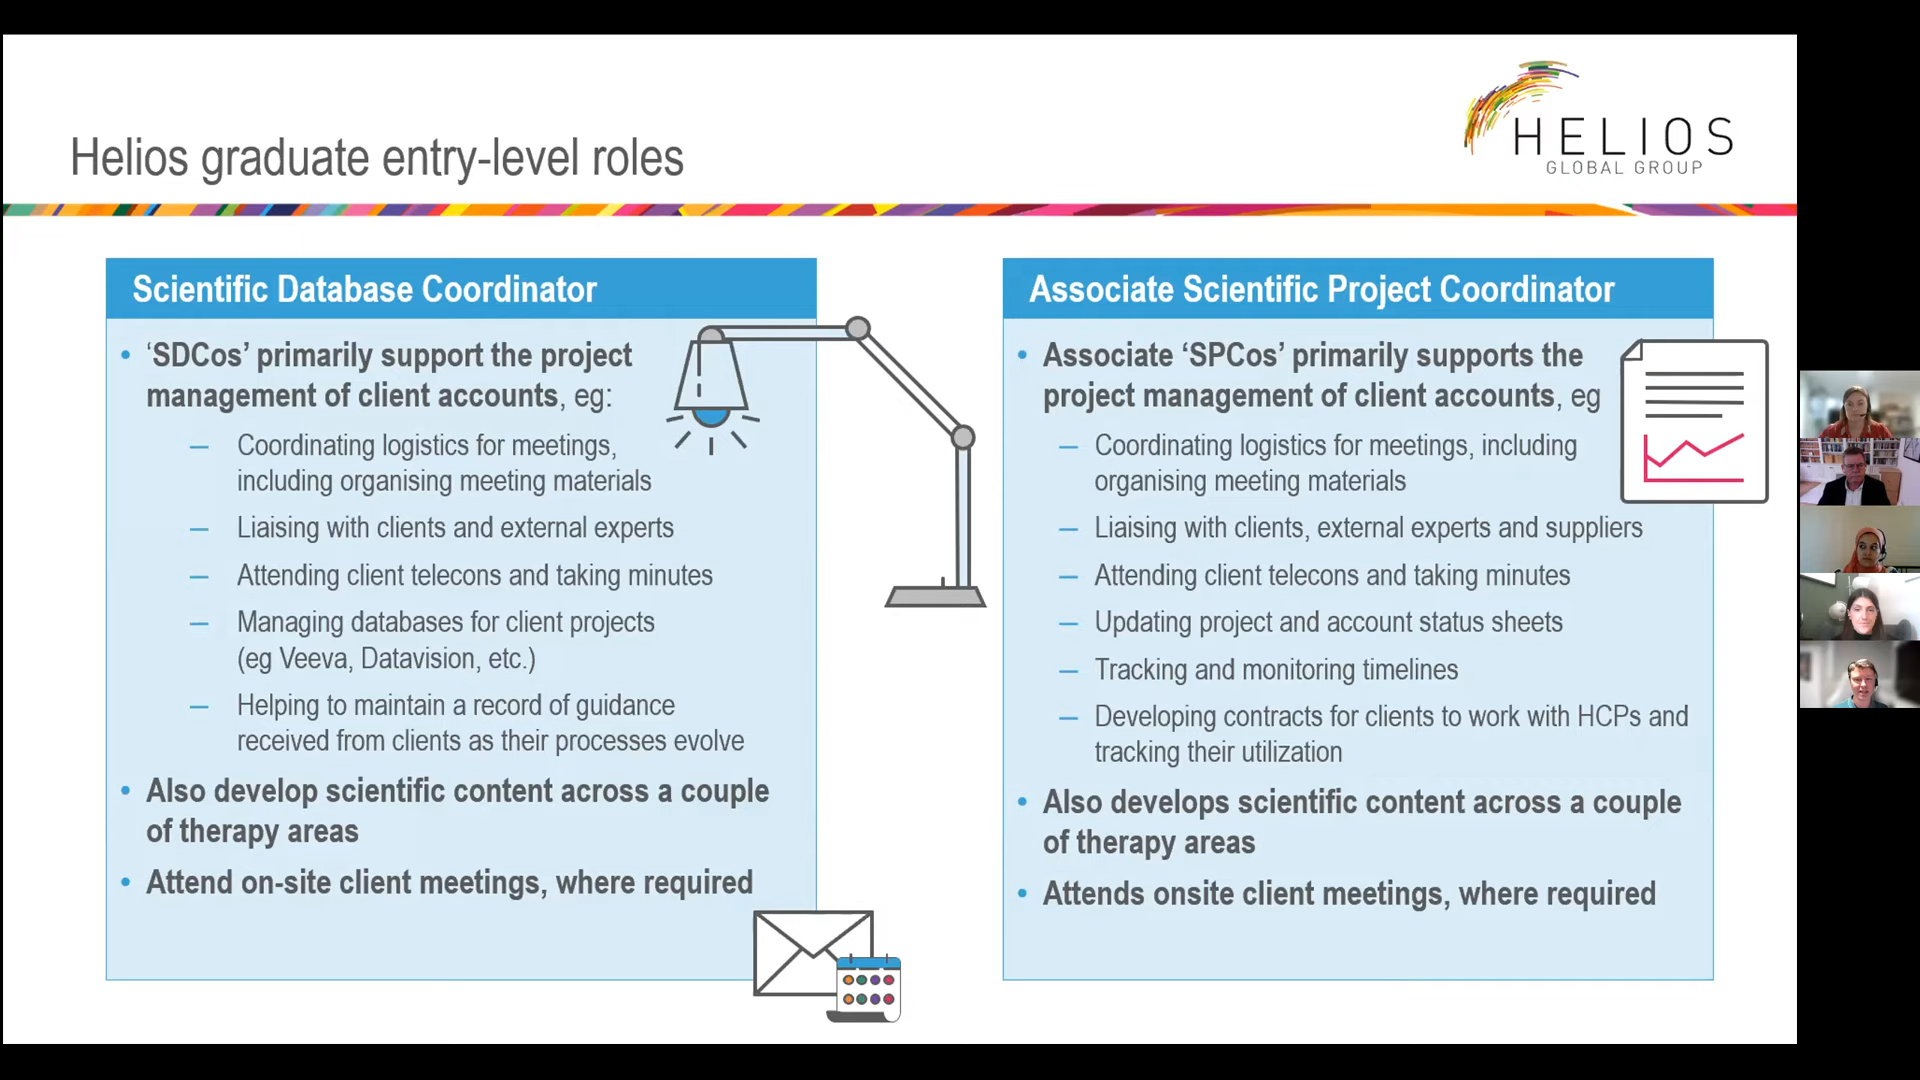 Helios graduate entry-level roles
HELIOS
GLOBAL GROUP
Scientific Database Coordinator
• ‘SDCos’ primarily support the project
management of client accounts, eg:
— Coordinating logistics for meetings,
including organising meeting materials
— Liaising with clients and external experts
— Attending client telecons and taking minutes
— Managing databases for client projects
(eg Veeva, Datavision, etc.)
— Helping to maintain a record of guidance
received from clients as their processes evolve
• Also develop scientific content across a couple
of therapy areas
• Attend on-site client meetings, where required
Associate Scientific Project Coordinator
• Associate ‘SPCos’ primarily supports the
project management of client accounts, eg
— Coordinating logistics for meetings, including
organising meeting materials
— Liaising with clients, external experts and suppliers
— Attending client telecons and taking minutes
— Updating project and account status sheets
— Tracking and monitoring timelines
— Developing contracts for clients to work with HCPs and
tracking their utilization
• Also develops scientific content across a couple
of therapy areas
• Attends onsite client meetings, where required